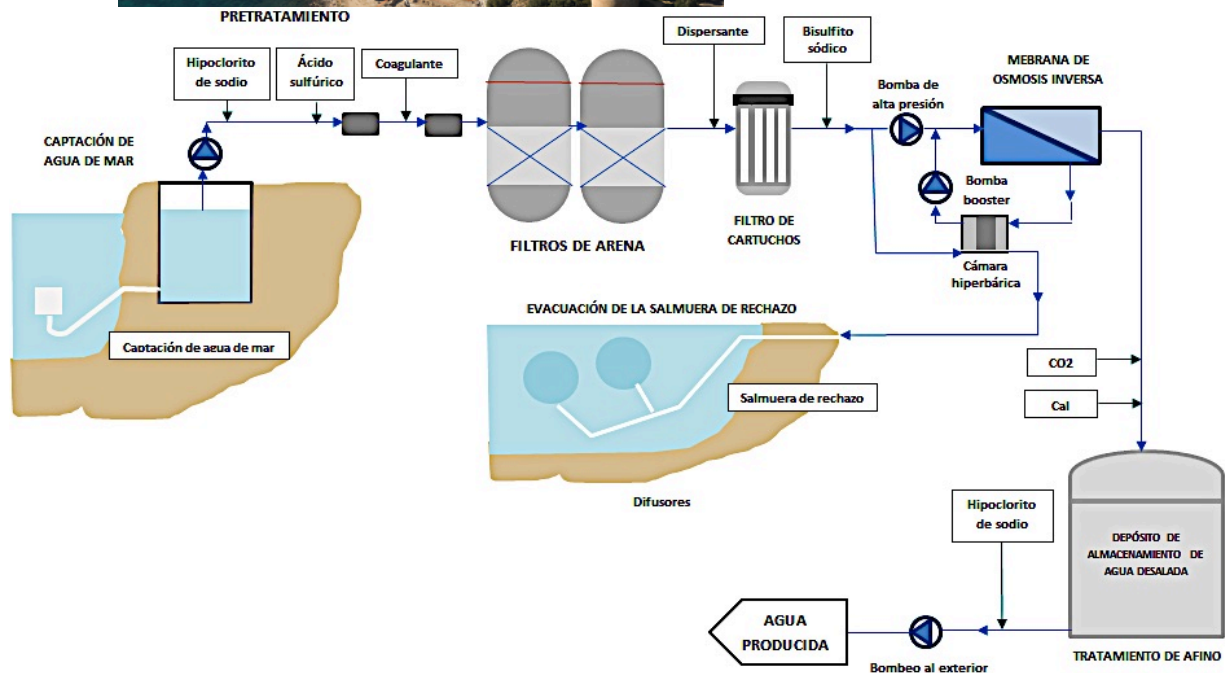 PRETRATAMIENTO
Hipoclorito
de sodio
Ácido
sulfúrico
Coagulante
Dispersante
Bisulfito
sódico
MEBRANA DE
OSMOSIS INVERSA
Bomba de
alta presión
CAPTACIÓN DE
AGUA DE MAR
Bomba
booster
FILTROS DE ARENA
FILTRO DE
CARTUCHOS
Cámara
hiperbárica
EVACUACIÓN DE LA SALMUERA DE RECHAZO
Captación de agua de mar
CO2
Salmuera de rechazo
Cal
Difusores
Hipoclorito
de sodio
DEPÓSITO DE
ALMACENAMIENTO DE
AGUA DESALADA
AGUA
PRODUCIDA
Bombeo al exterior
TRATAMIENTO DE AFINO